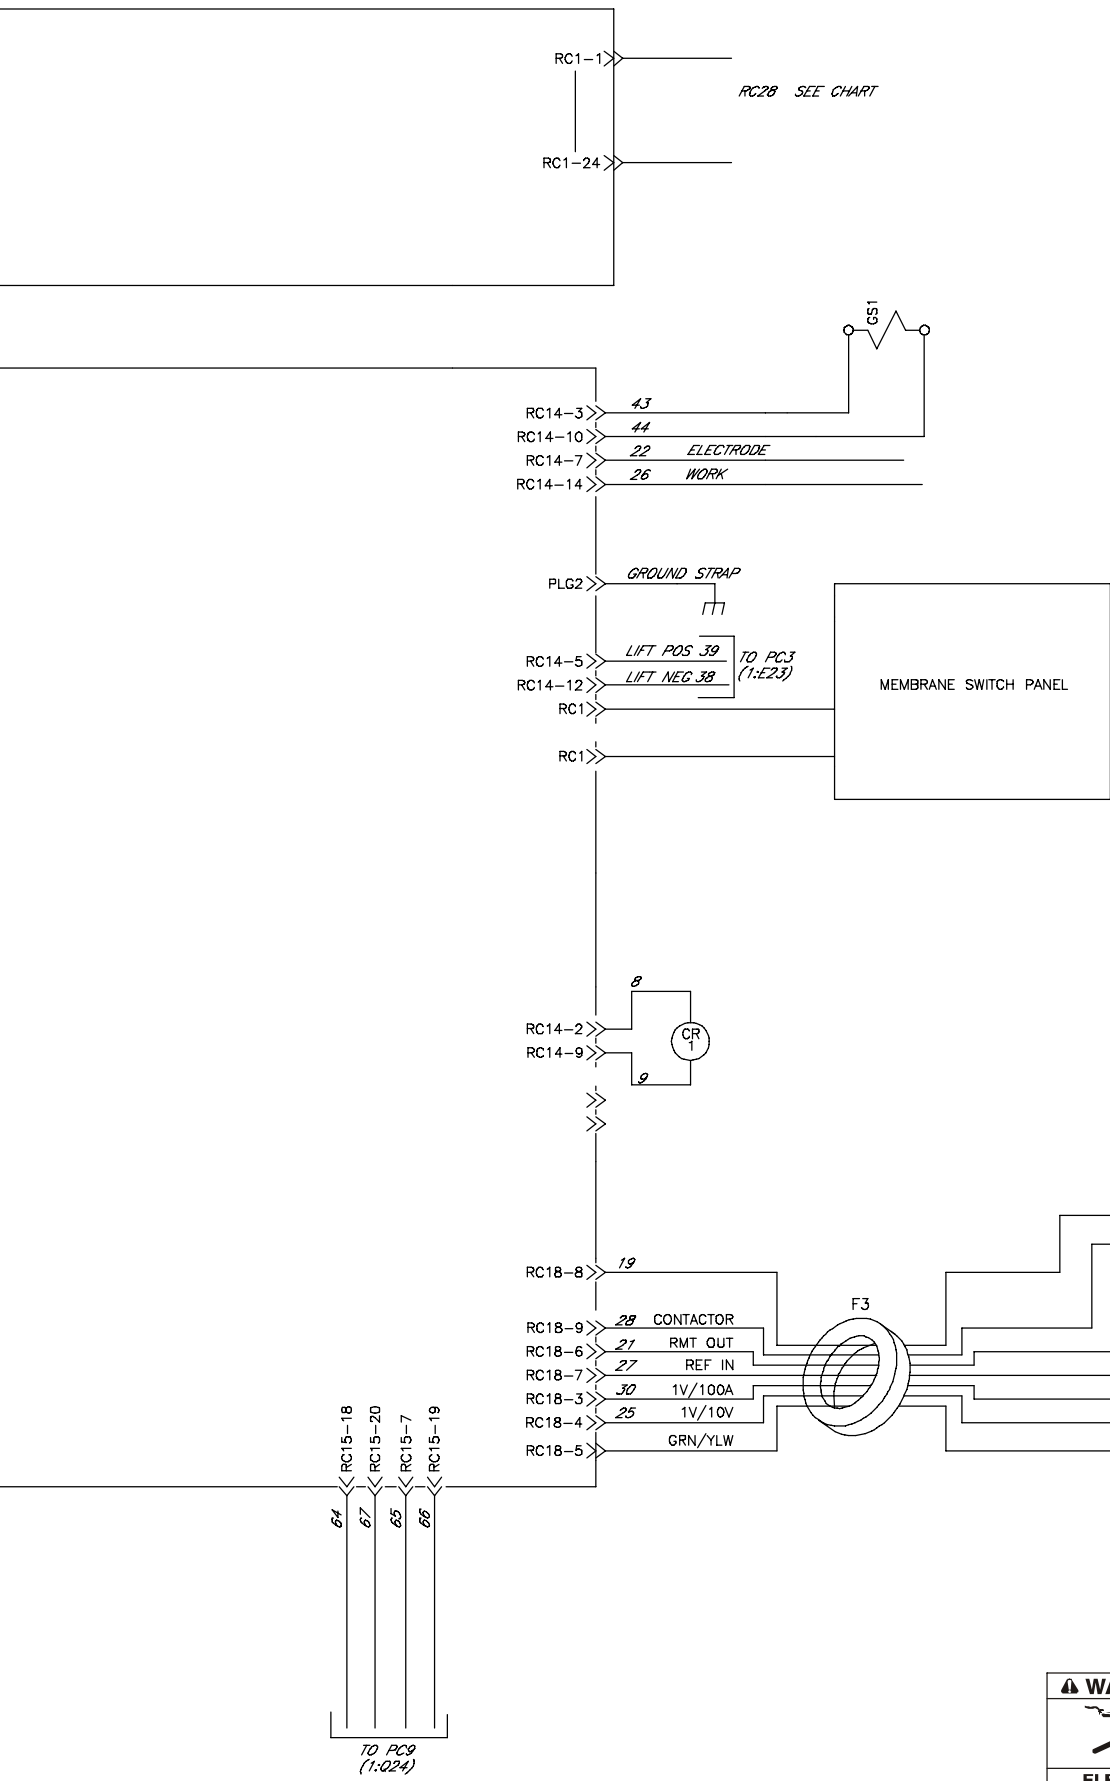 RC1-1
RC28 SEE CHART
RC1-24
GS1
RC14-3 43
RC14-10 44
RC14-7 22 ELECTRODE
RC14-14 26 WORK
PLG2 GROUND STRAP
RC14-5 LIFT POS 39
RC14-12 LIFT NEG 38
TO PC3
(1:E23)
RC1
RC1
MEMBRANE SWITCH PANEL
8
RC14-2
RC14-9
CR
1
9
RC18-8 19
F3
RC18-9 28 CONTACTOR
RC18-6 21 RMT OUT
RC18-7 27 REF IN
RC18-3 30 1V/100A
RC18-4 25 1V/10V
RC18-5 GRN/YLW
RC15-18
RC15-20
RC15-7
RC15-19
64
67
65
66
TO PC9
(1:Q24)